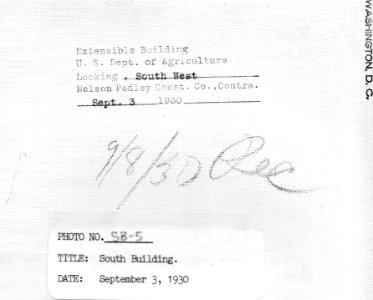 WASHINGTON, D. C.
Extensible Building
U. S. Dept. of Agriculture
Looking . South West
Nelson Pedley Const. Co., Contrs.
Sept. 3 1930
9/8/30 Rec
PHOTO NO. SB-5
TITLE: South Building.
DATE: September 3, 1930